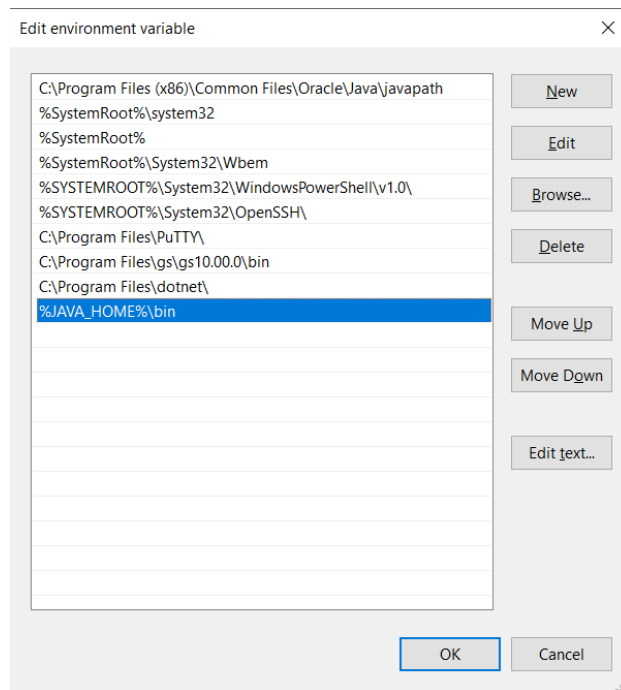 Edit environment variable
C:\Program Files (x86)\Common Files\Oracle\Java\javapath
%SystemRoot%\system32
%SystemRoot%
%SystemRoot%\System32\Wbem
%SYSTEMROOT%\System32\WindowsPowerShell\v1.0\
%SYSTEMROOT%\System32\OpenSSH\
C:\Program Files\PuTTY\
C:\Program Files\gs\gs10.00.0\bin
C:\Program Files\dotnet\
%JAVA_HOME%\bin
New
Edit
Browse...
Delete
Move Up
Move Down
Edit text...
OK
Cancel